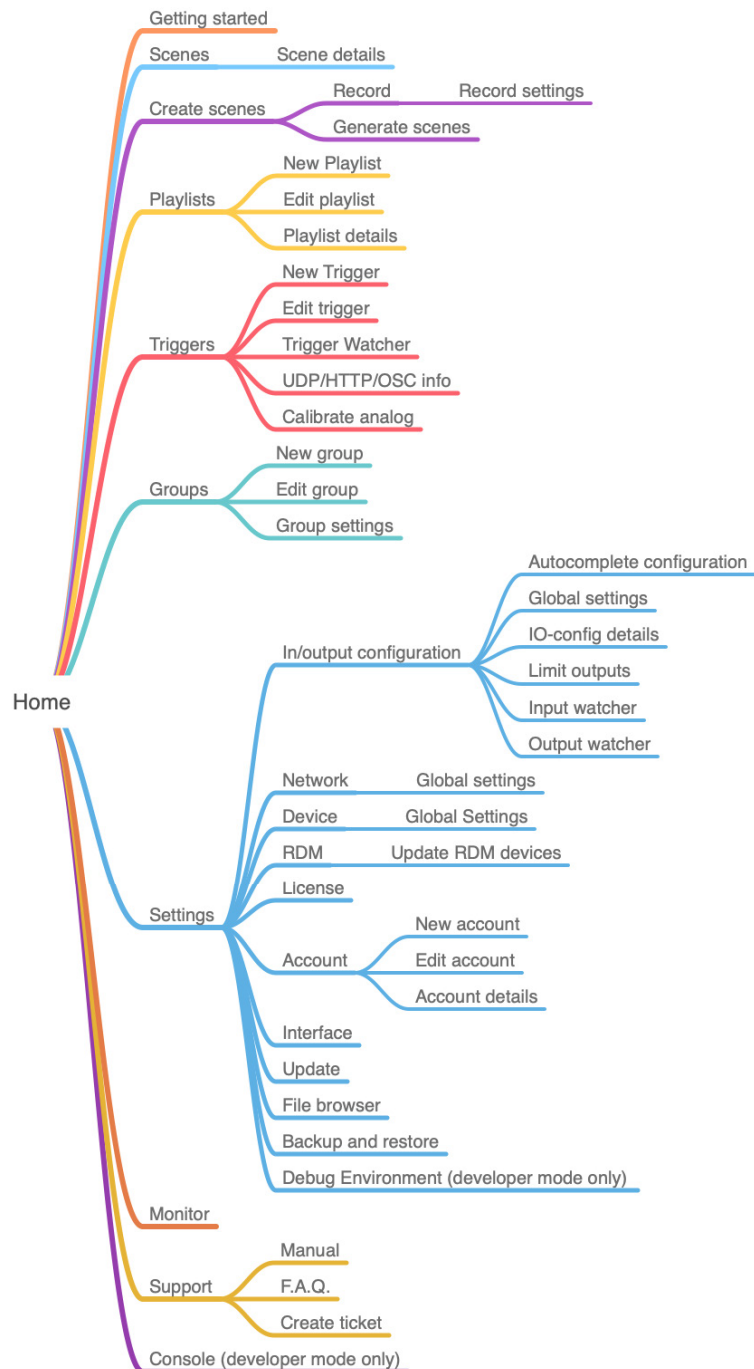 Getting started
Scenes
Scene details
Create scenes
Record
Record settings
Generate scenes
Playlists
New Playlist
Edit playlist
Playlist details
Triggers
New Trigger
Edit trigger
Trigger Watcher
UDP/HTTP/OSC info
Calibrate analog
Groups
New group
Edit group
Group settings
Home
Settings
In/output configuration
Autocomplete configuration
Global settings
IO-config details
Limit outputs
Input watcher
Output watcher
Network
Global settings
Device
Global Settings
RDM
Update RDM devices
License
Account
New account
Edit account
Account details
Interface
Update
File browser
Backup and restore
Debug Environment (developer mode only)
Monitor
Support
Manual
F.A.Q.
Create ticket
Console (developer mode only)